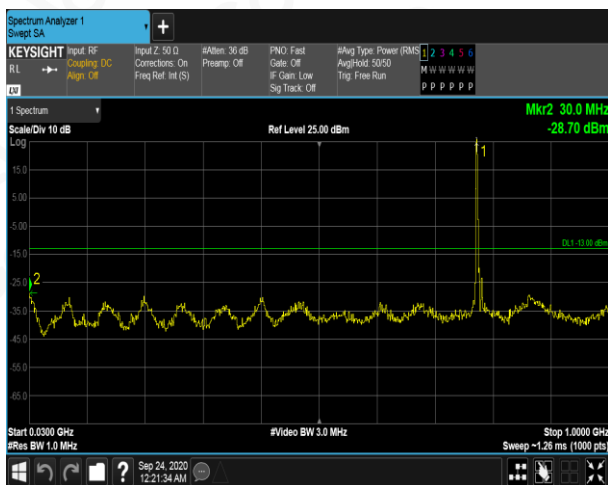 Spectrum Analyzer 1
Swept SA
+
KEYSIGHT Input: RF Input Z: 50 Ω #Atten: 36 dB PNO: Fast #Avg Type: Power (RMS 1 2 3 4 5 6
RL Coupling: DC Corrections: On Preamp: Off Gate: Off Avg|Hold: 50/50 M W W W W W
Align: Off Freq Ref: Int (S) IF Gain: Low Trig: Free Run
LXI Sig Track: Off P P P P P P
1 Spectrum Mkr2 30.0 MHz
Scale/Div 10 dB Ref Level 25.00 dBm -28.70 dBm
Log
1
15.0
5.00
-5.00
DL1 -13.00 dBm
-15.0
-25.0 2
-35.0
-45.0
-55.0
-65.0
Start 0.0300 GHz #Video BW 3.0 MHz Stop 1.0000 GHz
#Res BW 1.0 MHz Sweep ~1.26 ms (1000 pts)
? Sep 24, 2020
12:21:34 AM